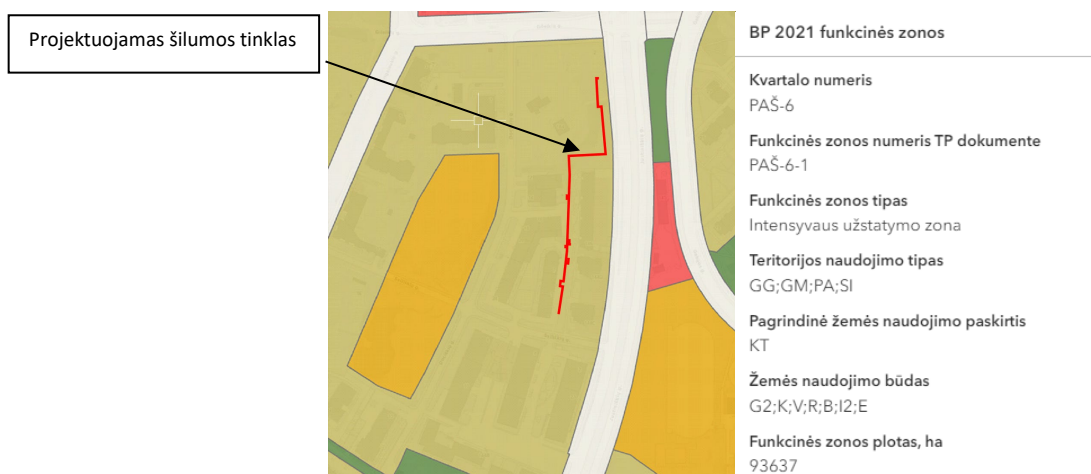 Projektuojamas šilumos tinklas
BP 2021 funkcinės zonos
Kvartalo numeris
PAŠ-6
Funkcinės zonos numeris TP dokumente
PAŠ-6-1
Funkcinės zonos tipas
Intensyvaus užstatymo zona
Teritorijos naudojimo tipas
GG;GM;PA;SI
Pagrindinė žemės naudojimo paskirtis
KT
Žemės naudojimo būdas
G2;K;V;R;B;I2;E
Funkcinės zonos plotas, ha
93637